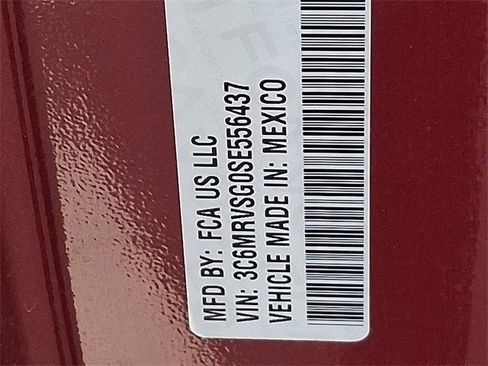 MFD BY: FCA US LLC
VIN: 3C6MRVSG0SE556437
VEHICLE MADE IN: MEXICO